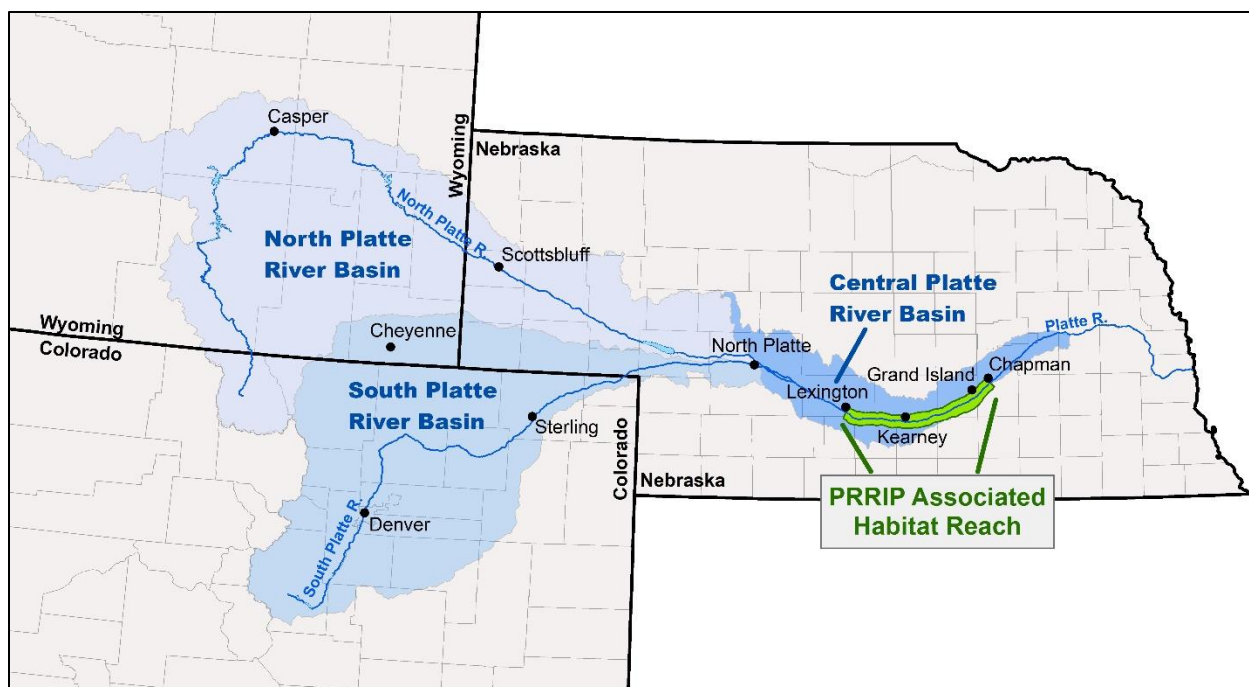 Casper
Wyoming
Nebraska
North Platte R.
North Platte
River Basin
Scottsbluff
Central Platte
River Basin
Platte R.
Wyoming
Colorado
Cheyenne
North Platte
Grand Island
Chapman
Lexington
Kearney
South Platte
River Basin
Sterling
Colorado
Nebraska
PRRIP Associated
Habitat Reach
South Platte R.
Denver